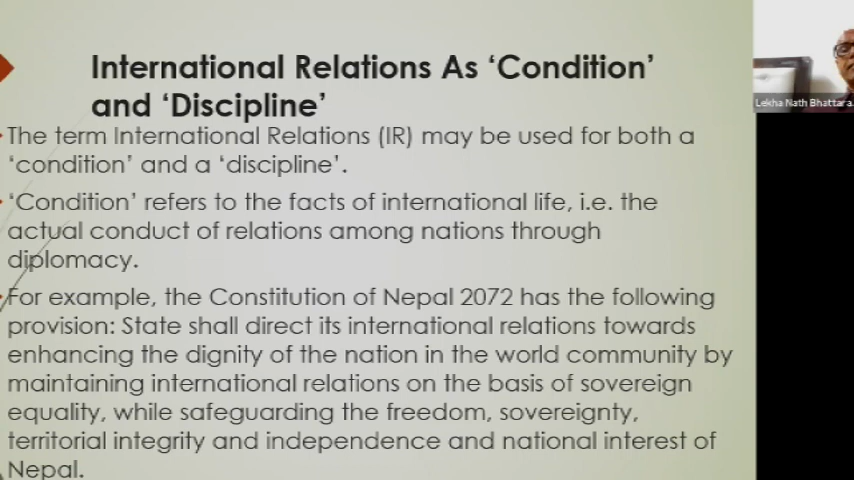 International Relations As ‘Condition’
and ‘Discipline’
The term International Relations (IR) may be used for both a
‘condition’ and a ‘discipline’.
‘Condition’ refers to the facts of international life, i.e. the
actual conduct of relations among nations through
diplomacy.
For example, the Constitution of Nepal 2072 has the following
provision: State shall direct its international relations towards
enhancing the dignity of the nation in the world community by
maintaining international relations on the basis of sovereign
equality, while safeguarding the freedom, sovereignty,
territorial integrity and independence and national interest of
Nepal.
Lekha Nath Bhattara..